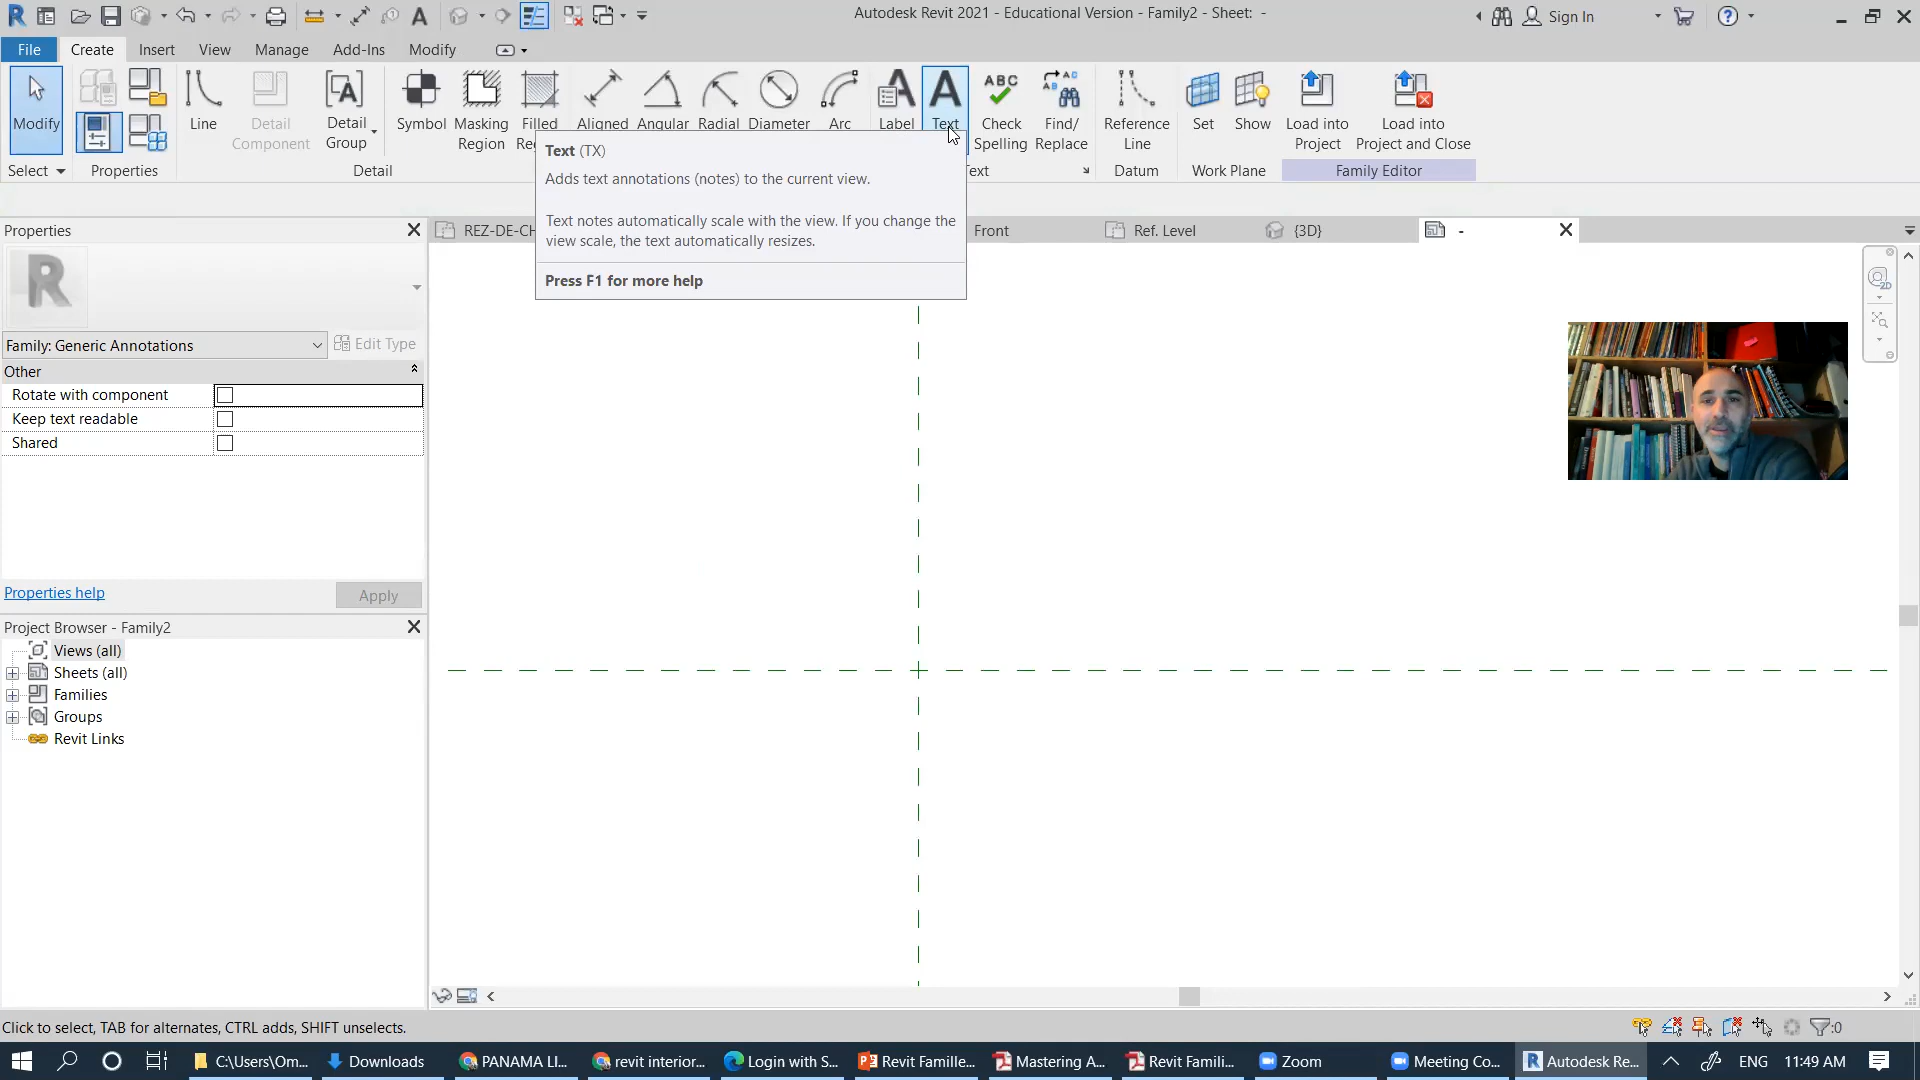 Autodesk Revit 2021 - Educational Version - Family2 - Sheet:  -
Sign In
File Create Insert View Manage Add-Ins Modify
Modify
Line
Detail Component
Detail Group
Symbol
Masking Region
Filled
Aligned
Angular
Radial
Diameter
Arc
Label
Text
Check Spelling
Find/ Replace
Reference Line
Set
Show
Load into Project
Load into Project and Close
Select
Properties
Detail
Datum
Work Plane
Family Editor
Text (TX)
Adds text annotations (notes) to the current view.
Text notes automatically scale with the view. If you change the
view scale, the text automatically resizes.
Press F1 for more help
Properties
REZ-DE-CH
Front
Ref. Level
{3D}
-
Family: Generic Annotations
Edit Type
Other
Rotate with component
Keep text readable
Shared
Properties help
Apply
Project Browser - Family2
Views (all)
Sheets (all)
Families
Groups
Revit Links
Click to select, TAB for alternates, CTRL adds, SHIFT unselects.
:0
C:\Users\Om...
Downloads
PANAMA LI...
revit interior...
Login with S...
Revit Famille...
Mastering A...
Revit Famili...
Zoom
Meeting Co...
Autodesk Re...
ENG
11:49 AM